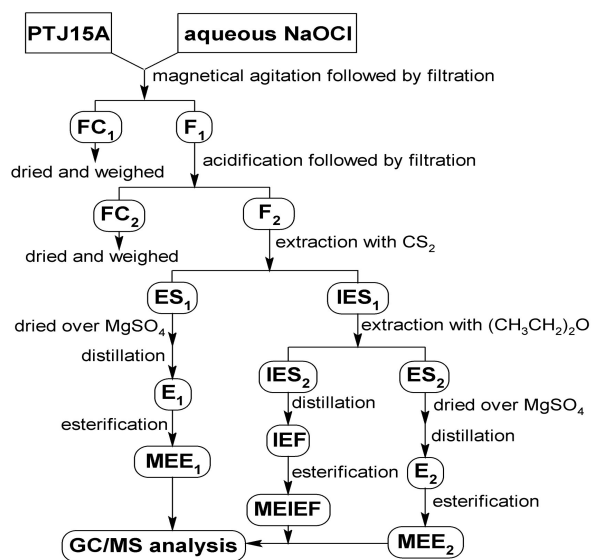 PTJ15A aqueous NaOCl
magnetical agitation followed by filtration
FC₁ F₁
dried and weighed
acidification followed by filtration
FC₂ F₂
dried and weighed
extraction with CS₂
ES₁ IES₁
dried over MgSO₄
extraction with (CH₃CH₂)₂O
distillation
IES₂ ES₂
E₁
distillation
dried over MgSO₄
esterification
IEF
distillation
MEE₁
esterification
E₂
MEIEF
esterification
GC/MS analysis
MEE₂